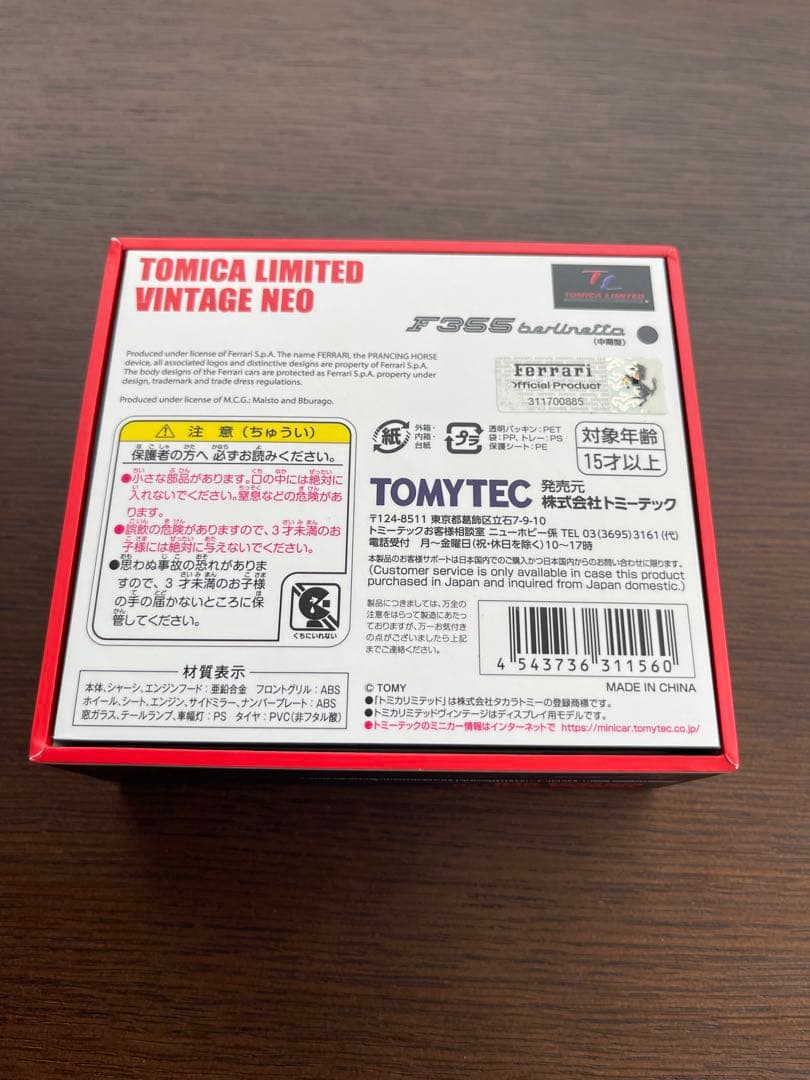 TOMICA LIMITED
VINTAGE NEO
TL
TOMICA LIMITED
F355 berlinetta
(中期型)
Produced under license of Ferrari S.p.A. The name FERRARI, the PRANCING HORSE
device, all associated logos and distinctive designs are property of Ferrari S.p.A.
The body designs of the Ferrari cars are protected as Ferrari S.p.A. property under
design, trademark and trade dress regulations.
Produced under license of M.C.G.: Maisto and Bburago.
Ferrari
Official Product
311700885
注 意 (ちゅうい)
保護者の方へ 必ずお読みください。
●小さな部品があります。口の中には絶対に
入れないでください。窒息などの危険があ
ります。
●誤飲の危険がありますので、3才未満のお
子様には絶対に与えないでください。
●思わぬ事故の恐れがありま
すので、3才未満のお子様
の手の届かないところに保
管してください。
くちにいれない
紙
外箱・
内箱・
台紙
プラ
透明パッキン:PET
袋:PP、トレー:PS
保護シート:PE
対象年齢
15才以上
TOMYTEC
発売元
株式会社トミーテック
〒124-8511 東京都葛飾区立石7-9-10
トミーテックお客様相談室 ニューホビー係 TEL 03(3695)3161(代)
電話受付 月～金曜日(祝・休日を除く)10～17時
本製品のお客様サポートは日本国内でのご購入かつ日本国内からのお問い合わせに限ります。
(Customer service is only available in case this product
purchased in Japan and inquired from Japan domestic.)
製品につきましては、万全の
注意をはらって製造にあたっ
ておりますが、万一お気付き
の点がございましたら上記
までご連絡ください。
4 543736 311560
MADE IN CHINA
材質表示
本体、シャーシ、エンジンフード:亜鉛合金 フロントグリル:ABS
ホイール、シート、エンジン、サイドミラー、ナンバープレート:ABS
窓ガラス、テールランプ、車幅灯:PS タイヤ:PVC(非フタル酸)
© TOMY
●「トミカリミテッド」は株式会社タカラトミーの登録商標です。
●トミカリミテッドヴィンテージはディスプレイ用モデルです。
●トミーテックのミニカー情報はインターネットで https://minicar.tomytec.co.jp/